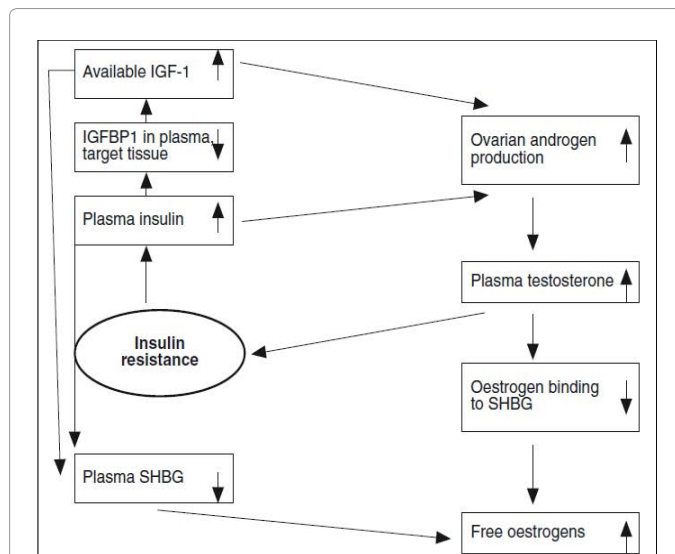 Available IGF-1
IGFBP1 in plasma,
target tissue
Plasma insulin
Insulin
resistance
Plasma SHBG
Ovarian androgen
production
Plasma testosterone
Oestrogen binding
to SHBG
Free oestrogens